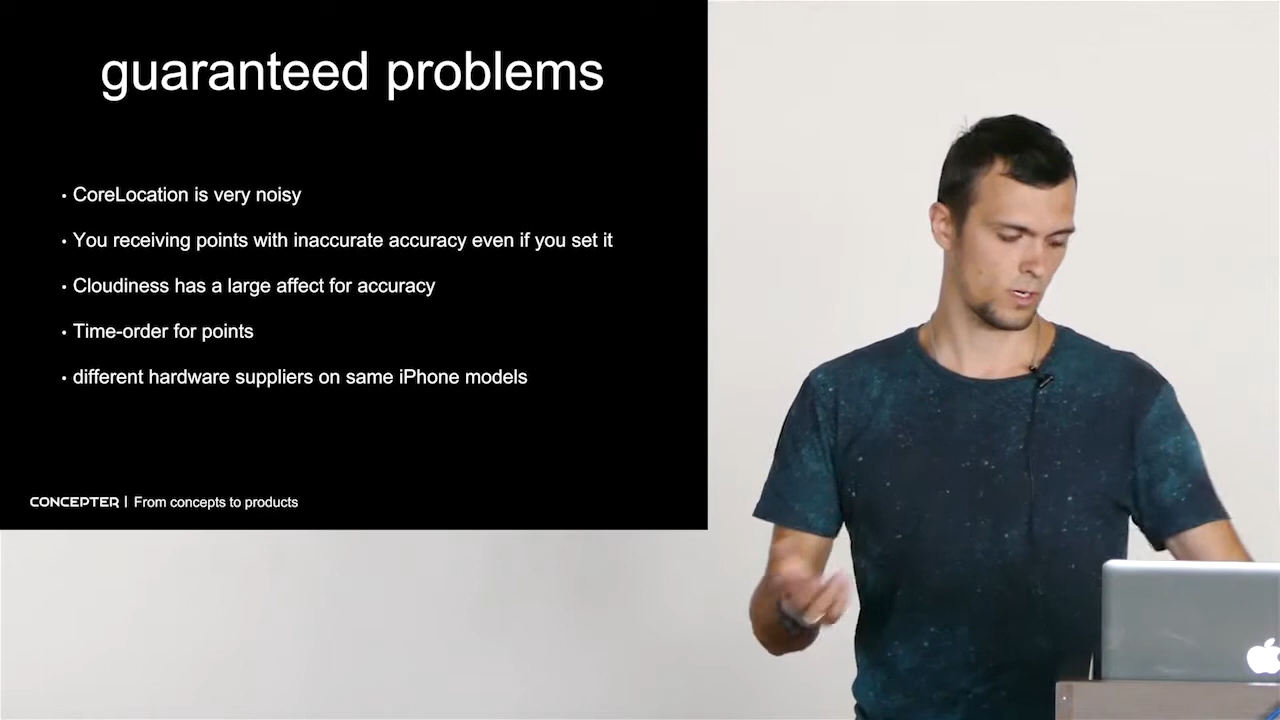 guaranteed problems
• CoreLocation is very noisy
• You receiving points with inaccurate accuracy even if you set it
• Cloudiness has a large affect for accuracy
• Time-order for points
• different hardware suppliers on same iPhone models
CONCEPTER | From concepts to products